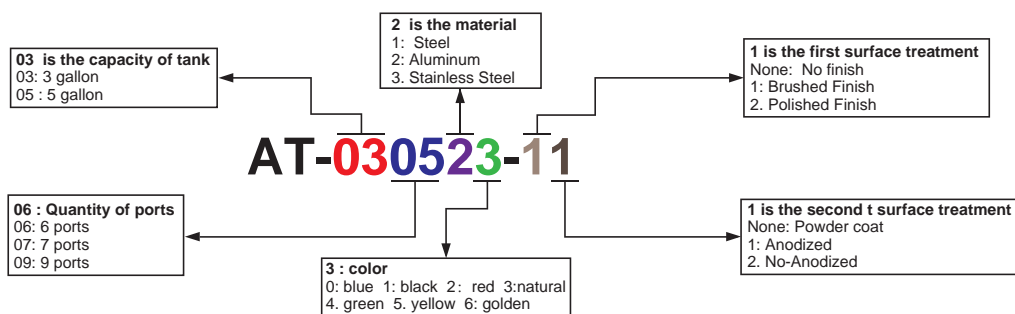 2 is the material
1: Steel
2: Aluminum
3. Stainless Steel
03 is the capacity of tank
03: 3 gallon
05 : 5 gallon
1 is the first surface treatment
None: No finish
1: Brushed Finish
2. Polished Finish
AT-030523-11
06 : Quantity of ports
06: 6 ports
07: 7 ports
09: 9 ports
1 is the second t surface treatment
None: Powder coat
1: Anodized
2. No-Anodized
3 : color
0: blue 1: black 2: red 3:natural
4. green 5. yellow 6: golden